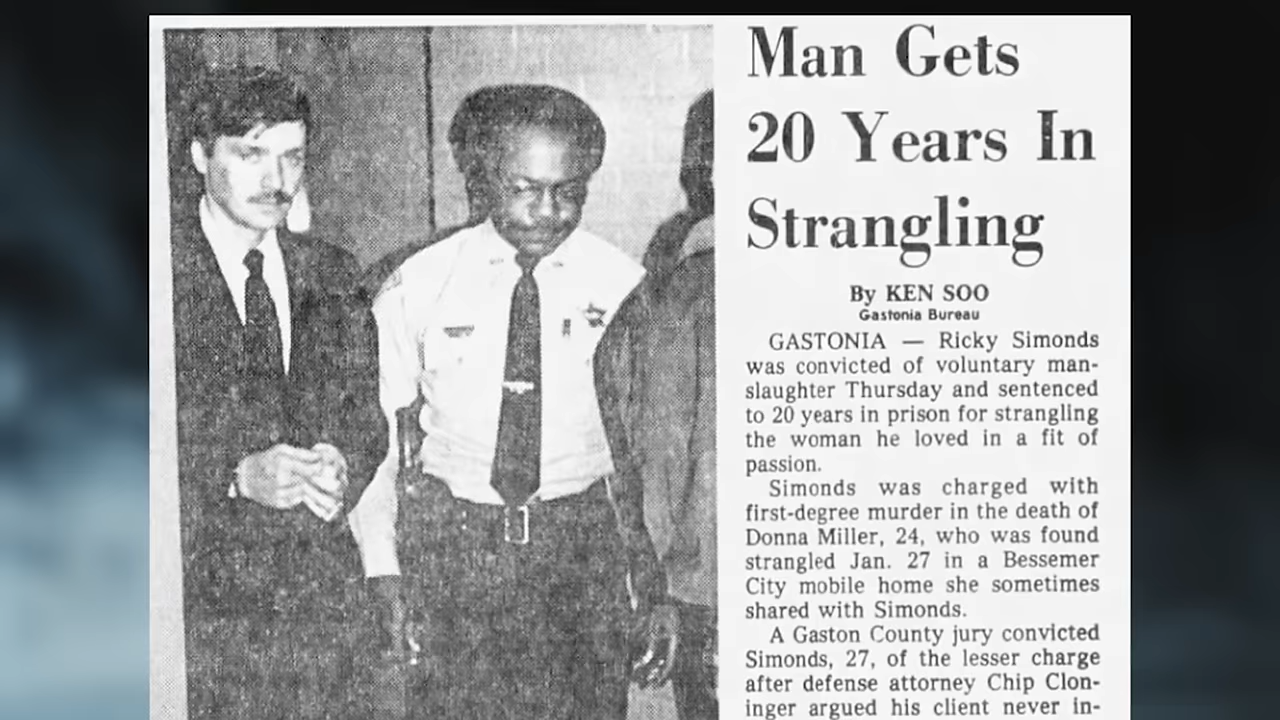 Man Gets
20 Years In
Strangling
By KEN SOO
Gastonia Bureau
GASTONIA — Ricky Simonds
was convicted of voluntary man-
slaughter Thursday and sentenced
to 20 years in prison for strangling
the woman he loved in a fit of
passion.
Simonds was charged with
first-degree murder in the death of
Donna Miller, 24, who was found
strangled Jan. 27 in a Bessemer
City mobile home she sometimes
shared with Simonds.
A Gaston County jury convicted
Simonds, 27, of the lesser charge
after defense attorney Chip Clon-
inger argued his client never in-